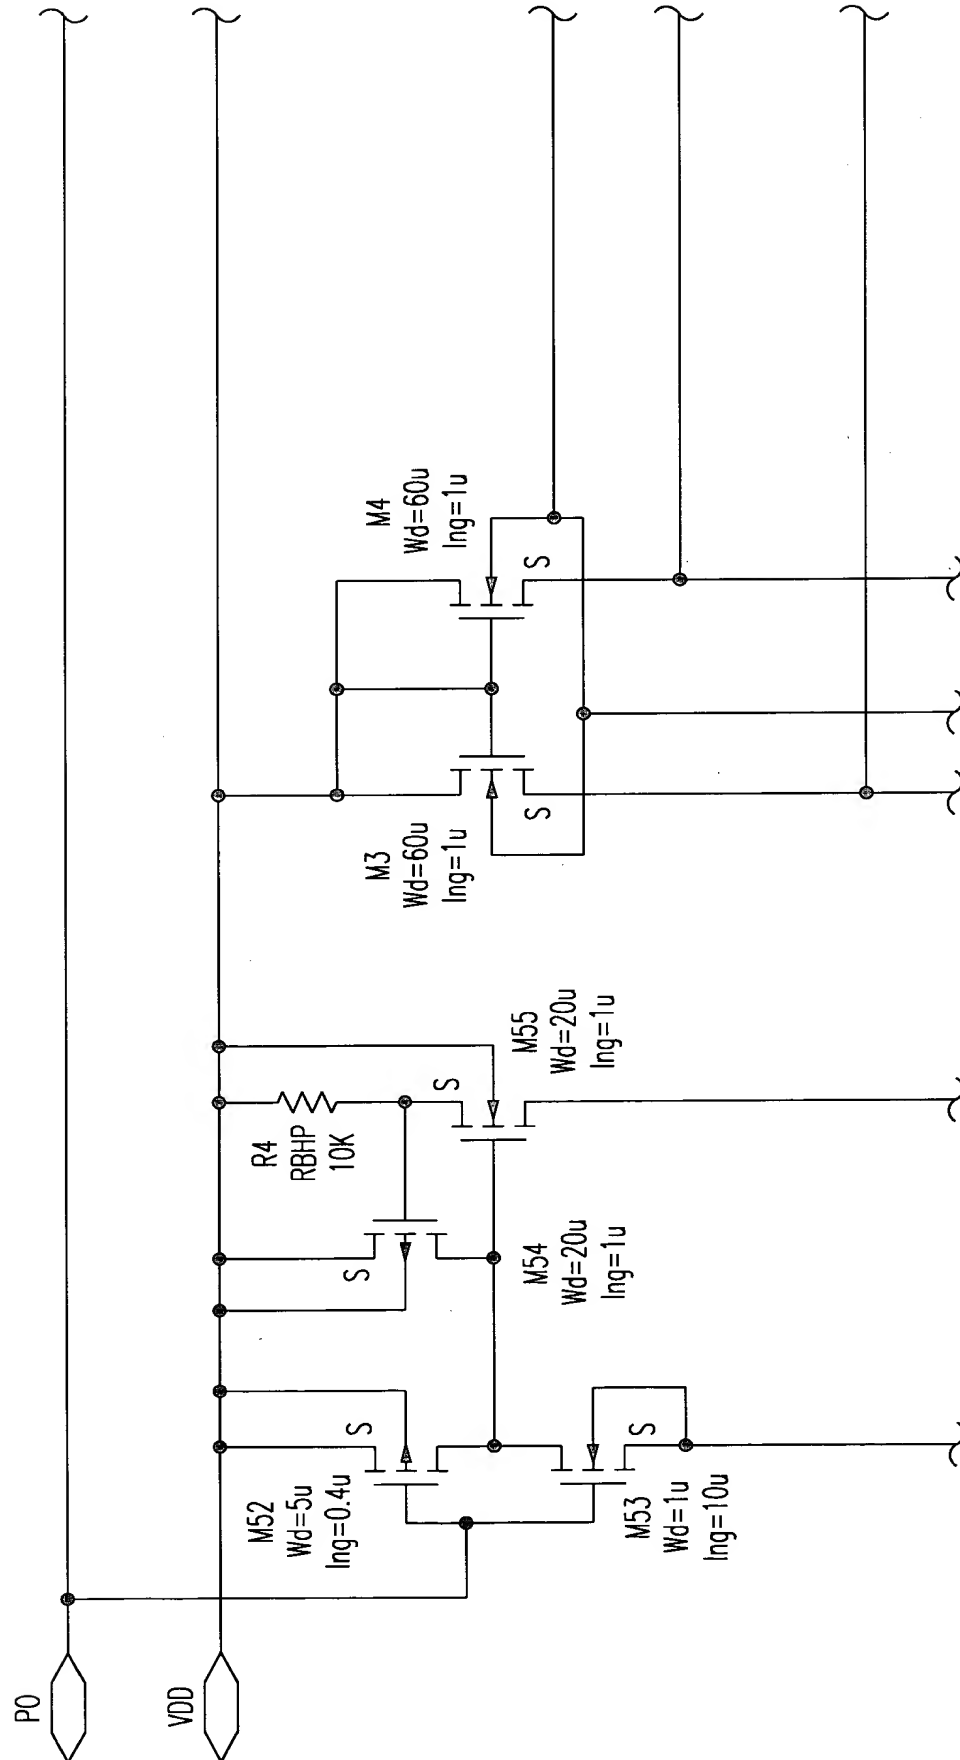 PO
VDD
M52
Wd=5u
lng=0.4u
S
M53
Wd=1u
lng=10u
S
S
M54
Wd=20u
lng=1u
R4
RBHP
10K
S
M55
Wd=20u
lng=1u
M3
Wd=60u
lng=1u
S
M4
Wd=60u
lng=1u
S